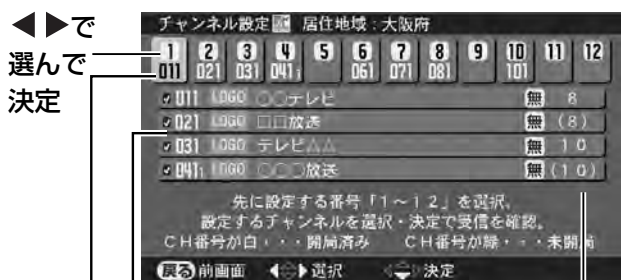 ◀ ▶で
選んで
決定
チャンネル設定 居住地域：大阪府
1 2 3 4 5 6 7 8 9 10 11 12
011 021 031 041₁ 061 071 081 101
011 LOGO ○○テレビ 無 8
021 LOGO □□放送 無 (8)
031 LOGO テレビ△△ 無 10
041₁ LOGO ○○○放送 無 (10)
先に設定する番号「1～12」を選択、
設定するチャンネルを選択・決定で受信を確認。
CH番号が白・・・開局済み CH番号が緑・・・未開局
戻る 前画面 選択 決定